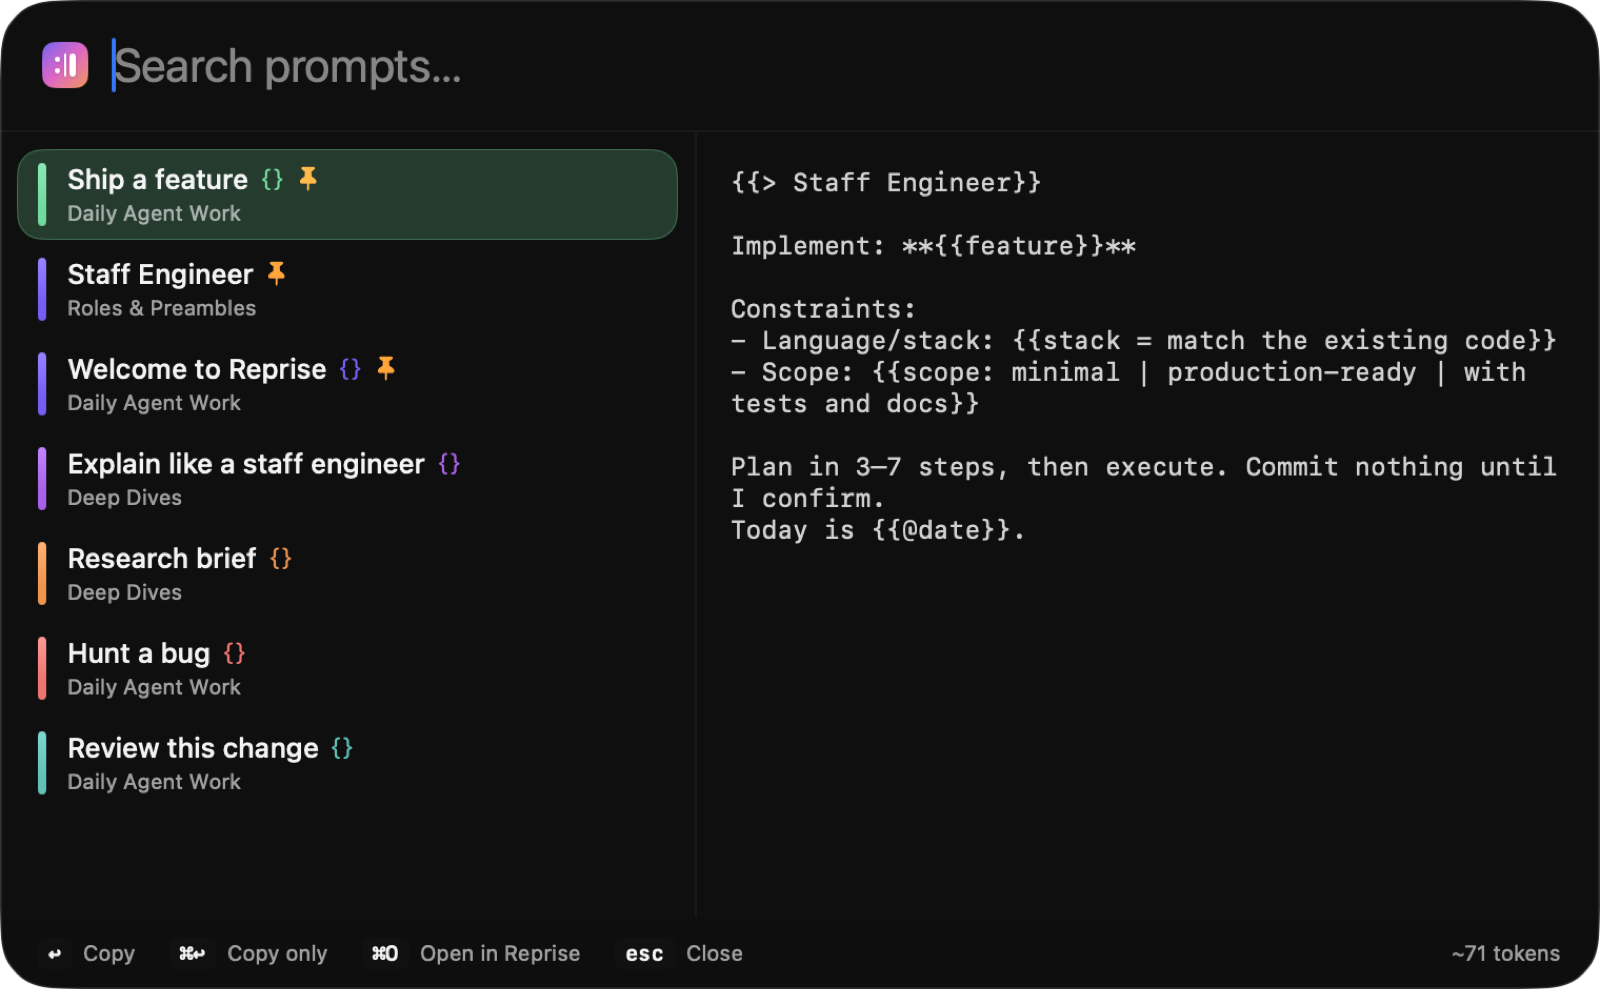 Search prompts...
Ship a feature {}
Daily Agent Work
Staff Engineer
Roles & Preambles
Welcome to Reprise {}
Daily Agent Work
Explain like a staff engineer {}
Deep Dives
Research brief {}
Deep Dives
Hunt a bug {}
Daily Agent Work
Review this change {}
Daily Agent Work
{{> Staff Engineer}}
Implement: **{{feature}}**
Constraints:
- Language/stack: {{stack = match the existing code}}
- Scope: {{scope: minimal | production-ready | with
tests and docs}}
Plan in 3–7 steps, then execute. Commit nothing until
I confirm.
Today is {{@date}}.
↩ Copy ⌘↩ Copy only ⌘O Open in Reprise esc Close ~71 tokens